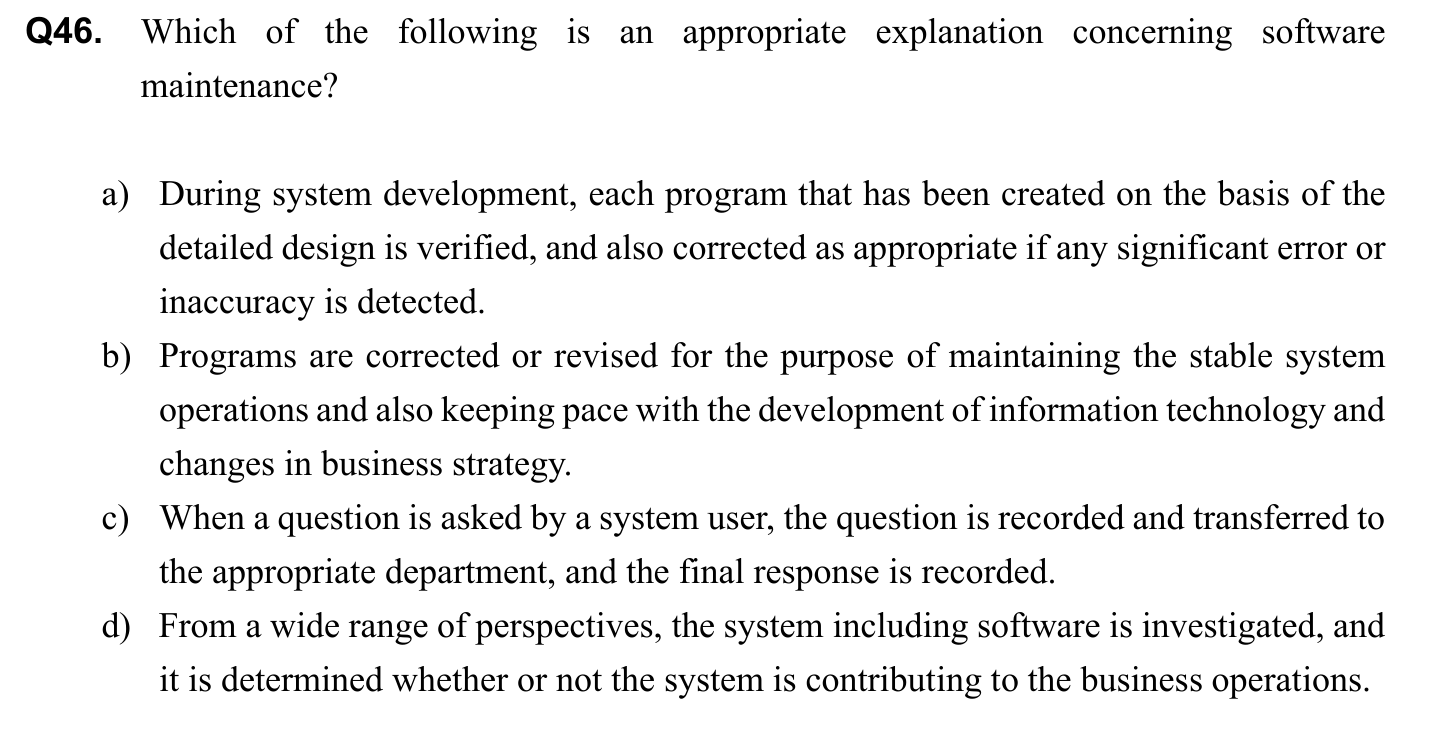 Q46. Which of the following is an appropriate explanation concerning software
maintenance?
a) During system development, each program that has been created on the basis of the
detailed design is verified, and also corrected as appropriate if any significant error or
inaccuracy is detected.
b) Programs are corrected or revised for the purpose of maintaining the stable system
operations and also keeping pace with the development of information technology and
changes in business strategy.
c) When a question is asked by a system user, the question is recorded and transferred to
the appropriate department, and the final response is recorded.
d) From a wide range of perspectives, the system including software is investigated, and
it is determined whether or not the system is contributing to the business operations.